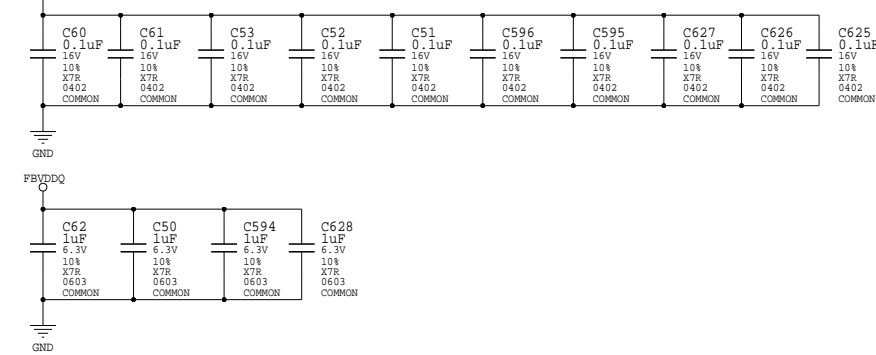 C60 C61 C53 C52 C51 C596 C595 C627 C626 C625
0.1uF 0.1uF 0.1uF 0.1uF 0.1uF 0.1uF 0.1uF 0.1uF 0.1uF 0.1uF
16V 16V 16V 16V 16V 16V 16V 16V 16V 16V
10% 10% 10% 10% 10% 10% 10% 10% 10% 10%
X7R X7R X7R X7R X7R X7R X7R X7R X7R X7R
0402 0402 0402 0402 0402 0402 0402 0402 0402 0402
COMMON COMMON COMMON COMMON COMMON COMMON COMMON COMMON COMMON COMMON
GND
FBVDDQ
C62 C50 C594 C628
1uF 1uF 1uF 1uF
6.3V 6.3V 6.3V 6.3V
10% 10% 10% 10%
X7R X7R X7R X7R
0603 0603 0603 0603
COMMON COMMON COMMON COMMON
GND